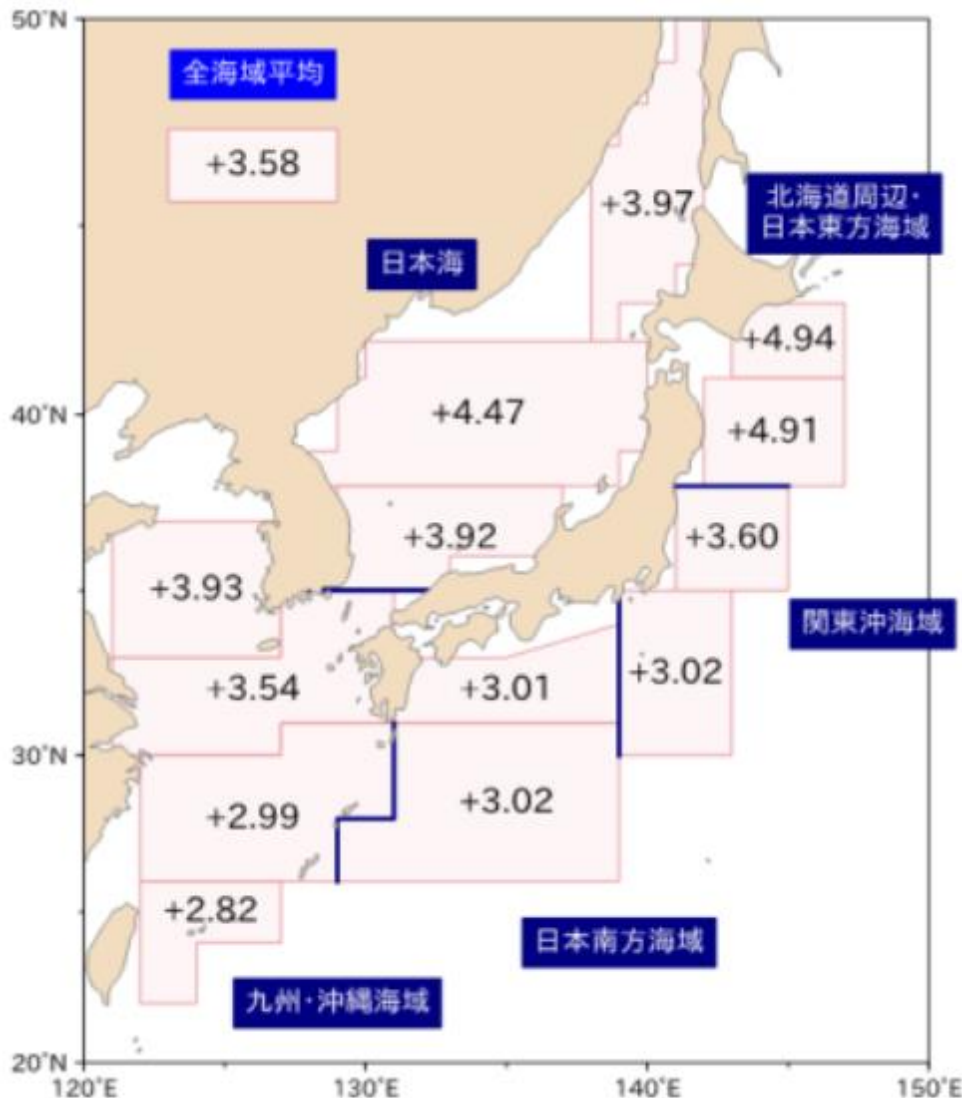 50°N
全海域平均
+3.58
+3.97
北海道周辺・
日本東方海域
日本海
+4.94
40°N
+4.47
+4.91
+3.92
+3.60
+3.93
関東沖海域
+3.54
+3.01
+3.02
30°N
+2.99
+3.02
+2.82
日本南方海域
九州・沖縄海域
20°N
120°E
130°E
140°E
150°E